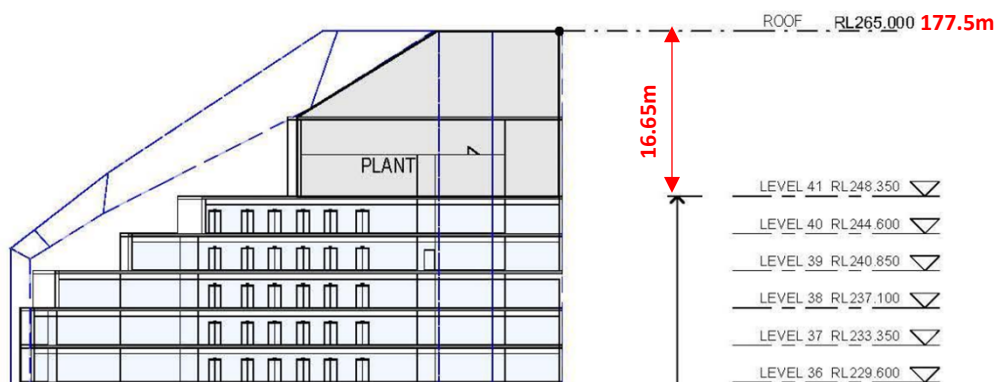 ROOF RL265.000 177.5m
16.65m
PLANT
LEVEL 41 RL248.350
LEVEL 40 RL244.600
LEVEL 39 RL240.850
LEVEL 38 RL237.100
LEVEL 37 RL233.350
LEVEL 36 RL229.600